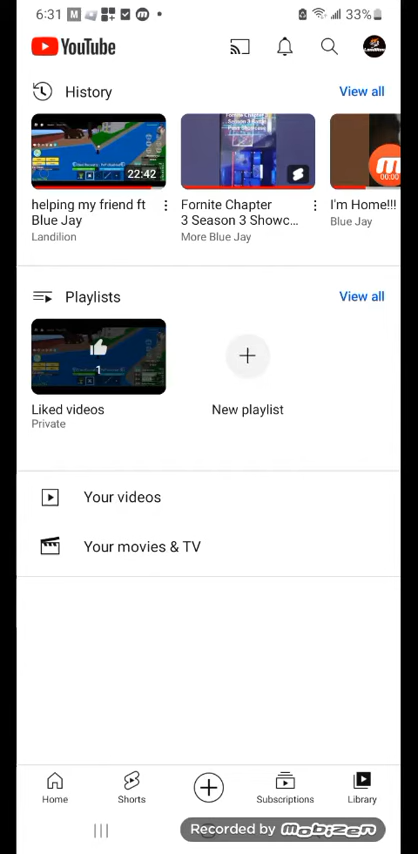 6:31 M m 33%
YouTube
History View all
22:42
00:00
helping my friend ft
Blue Jay
Landilion
Fornite Chapter
3 Season 3 Showc...
More Blue Jay
I'm Home!!!
Blue Jay
Playlists View all
1
Liked videos
Private
New playlist
Your videos
Your movies & TV
Home Shorts Subscriptions Library
Recorded by mobizen